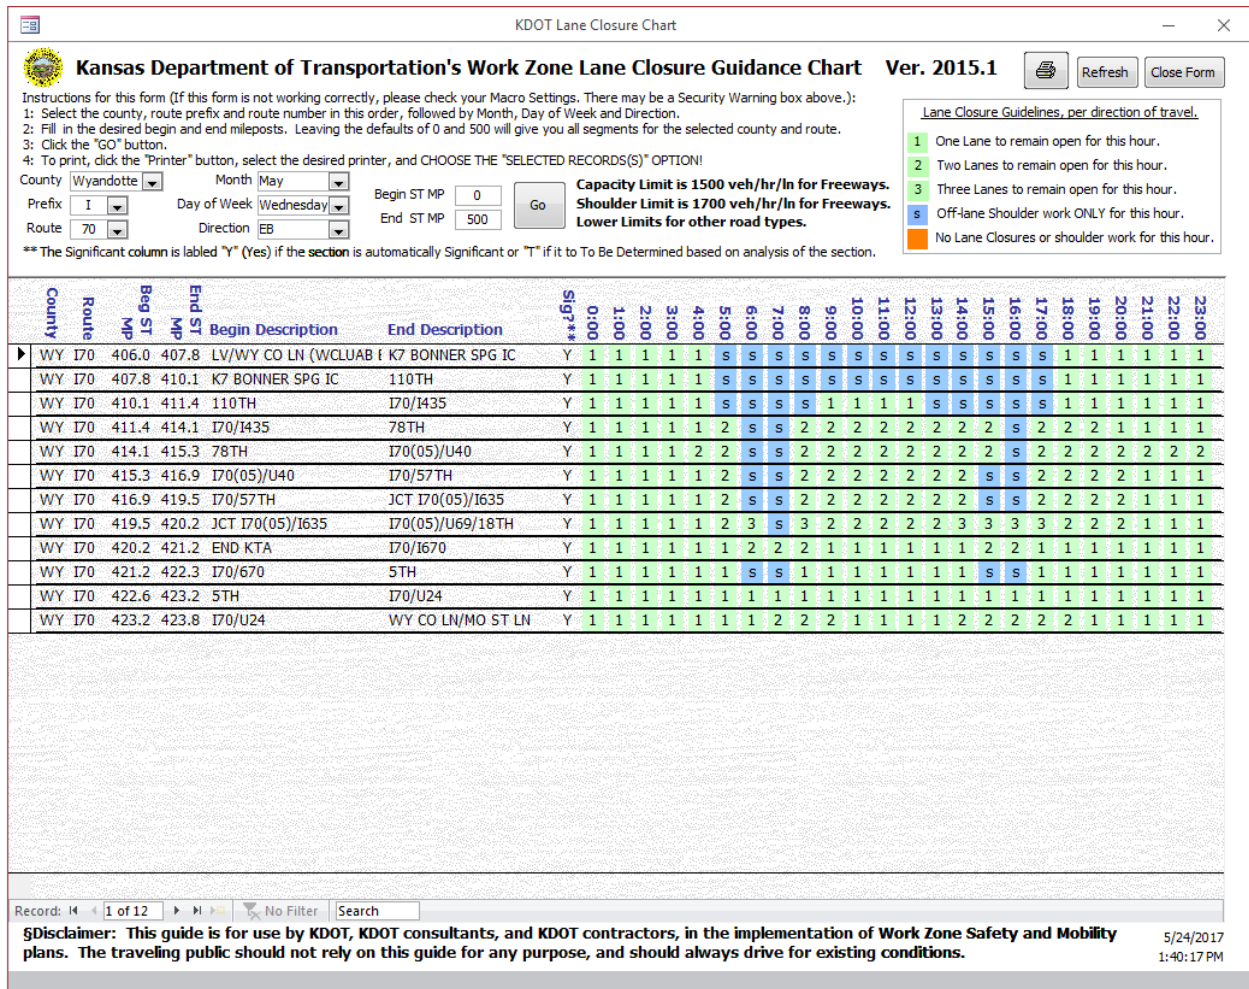 KDOT Lane Closure Chart
Kansas Department of Transportation's Work Zone Lane Closure Guidance Chart Ver. 2015.1
Refresh
Close Form
Instructions for this form (If this form is not working correctly, please check your Macro Settings. There may be a Security Warning box above.):
1: Select the county, route prefix and route number in this order, followed by Month, Day of Week and Direction.
2: Fill in the desired begin and end mileposts. Leaving the defaults of 0 and 500 will give you all segments for the selected county and route.
3: Click the "GO" button.
4: To print, click the "Printer" button, select the desired printer, and CHOOSE THE "SELECTED RECORDS(S)" OPTION!
County Wyandotte Month May
Prefix I Day of Week Wednesday
Route 70 Direction EB
Begin ST MP 0
End ST MP 500
Go
Capacity Limit is 1500 veh/hr/ln for Freeways.
Shoulder Limit is 1700 veh/hr/ln for Freeways.
Lower Limits for other road types.
** The Significant column is labled "Y" (Yes) if the section is automatically Significant or "T" if it to To Be Determined based on analysis of the section.
Lane Closure Guidelines, per direction of travel.
1 One Lane to remain open for this hour.
2 Two Lanes to remain open for this hour.
3 Three Lanes to remain open for this hour.
s Off-lane Shoulder work ONLY for this hour.
No Lane Closures or shoulder work for this hour.
County Route Beg ST MP End ST MP Begin Description End Description Sig?** 0:00 1:00 2:00 3:00 4:00 5:00 6:00 7:00 8:00 9:00 10:00 11:00 12:00 13:00 14:00 15:00 16:00 17:00 18:00 19:00 20:00 21:00 22:00 23:00
WY I70 406.0 407.8 LV/WY CO LN (WCLUAB E K7 BONNER SPG IC Y 1 1 1 1 1 s s s s s s s s s s s s s 1 1 1 1 1 1
WY I70 407.8 410.1 K7 BONNER SPG IC 110TH Y 1 1 1 1 1 s s s s s s s s s s s s s 1 1 1 1 1 1
WY I70 410.1 411.4 110TH I70/I435 Y 1 1 1 1 1 s s s s 1 1 1 1 s s s s s 1 1 1 1 1 1
WY I70 411.4 414.1 I70/I435 78TH Y 1 1 1 1 1 2 s s 2 2 2 2 2 2 2 2 s 2 2 2 1 1 1 1
WY I70 414.1 415.3 78TH I70(05)/U40 Y 1 1 1 1 2 2 s s 2 2 2 2 2 2 2 2 s 2 2 2 2 2 2 2
WY I70 415.3 416.9 I70(05)/U40 I70/57TH Y 1 1 1 1 1 2 s s 2 2 2 2 2 2 2 s s 2 2 2 2 1 1 1
WY I70 416.9 419.5 I70/57TH JCT I70(05)/I635 Y 1 1 1 1 1 2 s s 2 2 2 2 2 2 2 s s 2 2 2 2 1 1 1
WY I70 419.5 420.2 JCT I70(05)/I635 I70(05)/U69/18TH Y 1 1 1 1 1 2 3 s 3 2 2 2 2 2 3 3 3 3 2 2 2 1 1 1
WY I70 420.2 421.2 END KTA I70/I670 Y 1 1 1 1 1 1 2 2 2 1 1 1 1 1 1 2 2 1 1 1 1 1 1 1
WY I70 421.2 422.3 I70/670 5TH Y 1 1 1 1 1 1 s s 1 1 1 1 1 1 1 s s 1 1 1 1 1 1 1
WY I70 422.6 423.2 5TH I70/U24 Y 1 1 1 1 1 1 1 1 1 1 1 1 1 1 1 1 1 1 1 1 1 1 1 1
WY I70 423.2 423.8 I70/U24 WY CO LN/MO ST LN Y 1 1 1 1 1 1 1 2 2 2 1 1 1 1 2 2 2 2 2 1 1 1 1 1
Record: 1 of 12 No Filter Search
§Disclaimer: This guide is for use by KDOT, KDOT consultants, and KDOT contractors, in the implementation of Work Zone Safety and Mobility
plans. The traveling public should not rely on this guide for any purpose, and should always drive for existing conditions.
5/24/2017
1:40:17 PM